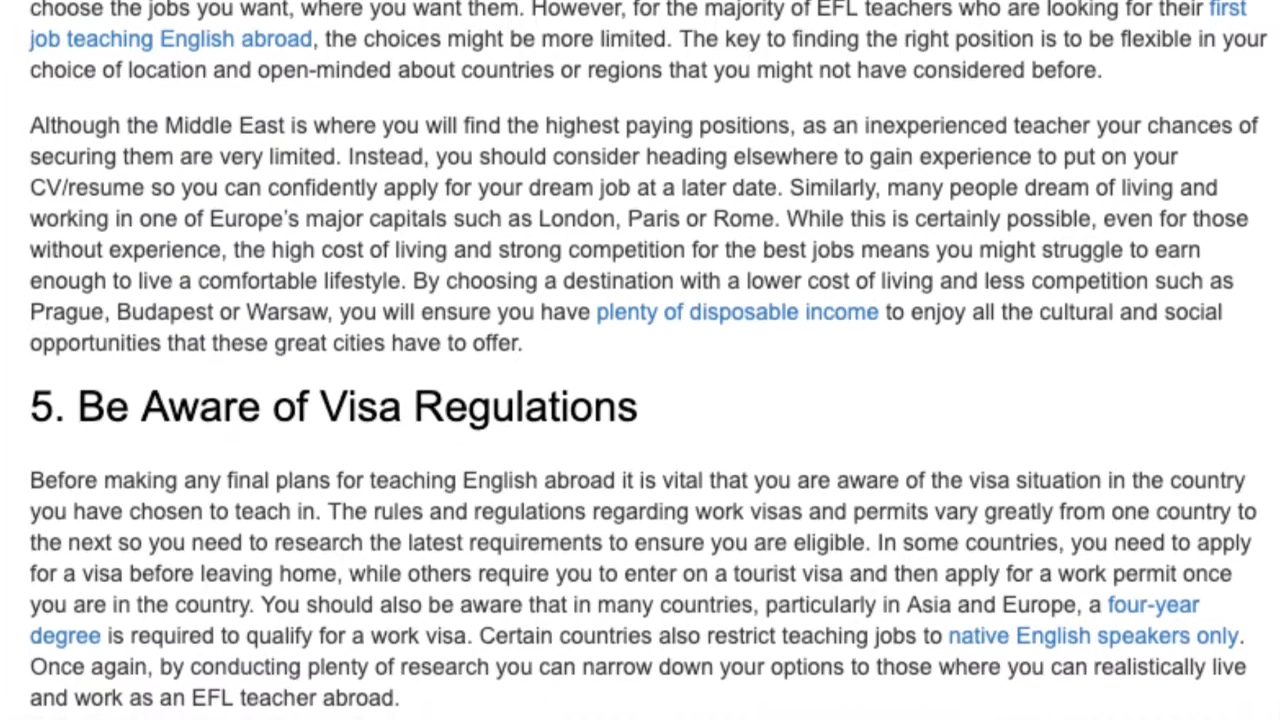 choose the jobs you want, where you want them. However, for the majority of EFL teachers who are looking for their first
job teaching English abroad, the choices might be more limited. The key to finding the right position is to be flexible in your
choice of location and open-minded about countries or regions that you might not have considered before.
Although the Middle East is where you will find the highest paying positions, as an inexperienced teacher your chances of
securing them are very limited. Instead, you should consider heading elsewhere to gain experience to put on your
CV/resume so you can confidently apply for your dream job at a later date. Similarly, many people dream of living and
working in one of Europe's major capitals such as London, Paris or Rome. While this is certainly possible, even for those
without experience, the high cost of living and strong competition for the best jobs means you might struggle to earn
enough to live a comfortable lifestyle. By choosing a destination with a lower cost of living and less competition such as
Prague, Budapest or Warsaw, you will ensure you have plenty of disposable income to enjoy all the cultural and social
opportunities that these great cities have to offer.
5. Be Aware of Visa Regulations
Before making any final plans for teaching English abroad it is vital that you are aware of the visa situation in the country
you have chosen to teach in. The rules and regulations regarding work visas and permits vary greatly from one country to
the next so you need to research the latest requirements to ensure you are eligible. In some countries, you need to apply
for a visa before leaving home, while others require you to enter on a tourist visa and then apply for a work permit once
you are in the country. You should also be aware that in many countries, particularly in Asia and Europe, a four-year
degree is required to qualify for a work visa. Certain countries also restrict teaching jobs to native English speakers only.
Once again, by conducting plenty of research you can narrow down your options to those where you can realistically live
and work as an EFL teacher abroad.